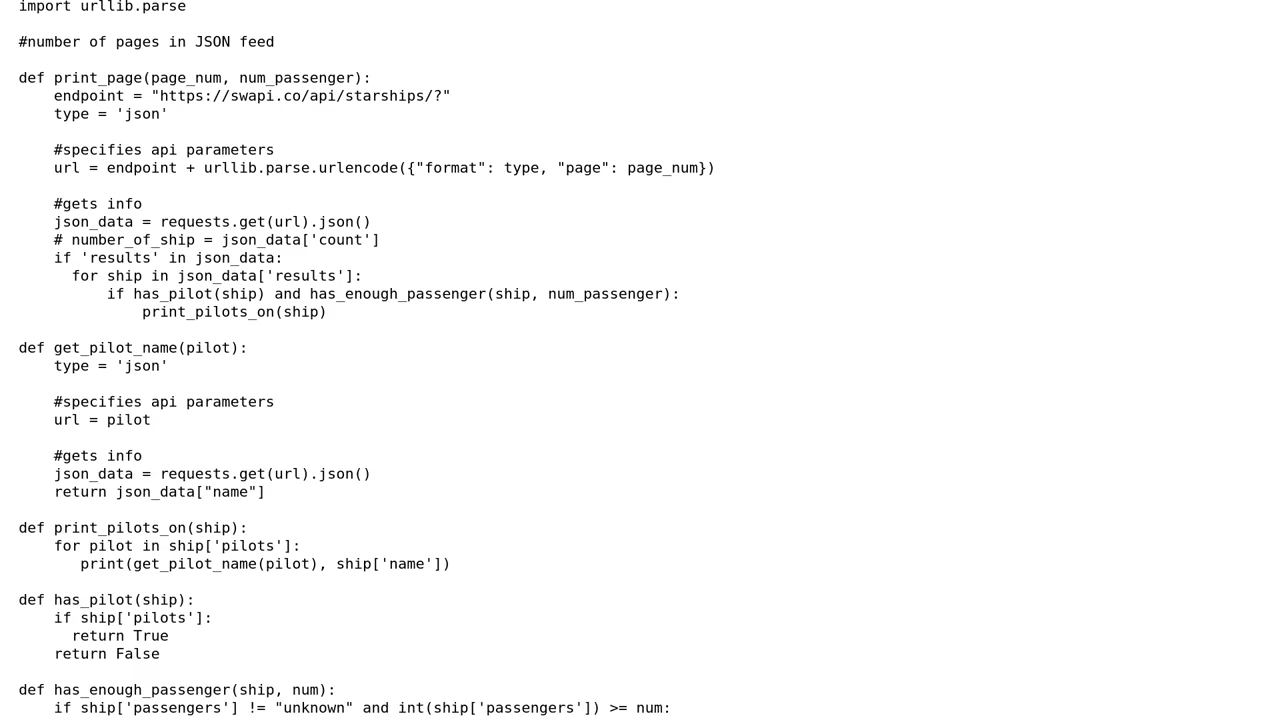 import urllib.parse

#number of pages in JSON feed

def print_page(page_num, num_passenger):
    endpoint = "https://swapi.co/api/starships/?"
    type = 'json'

    #specifies api parameters
    url = endpoint + urllib.parse.urlencode({"format": type, "page": page_num})

    #gets info
    json_data = requests.get(url).json()
    # number_of_ship = json_data['count']
    if 'results' in json_data:
      for ship in json_data['results']:
          if has_pilot(ship) and has_enough_passenger(ship, num_passenger):
              print_pilots_on(ship)

def get_pilot_name(pilot):
    type = 'json'

    #specifies api parameters
    url = pilot

    #gets info
    json_data = requests.get(url).json()
    return json_data["name"]

def print_pilots_on(ship):
    for pilot in ship['pilots']:
       print(get_pilot_name(pilot), ship['name'])

def has_pilot(ship):
    if ship['pilots']:
      return True
    return False

def has_enough_passenger(ship, num):
    if ship['passengers'] != "unknown" and int(ship['passengers']) >= num: